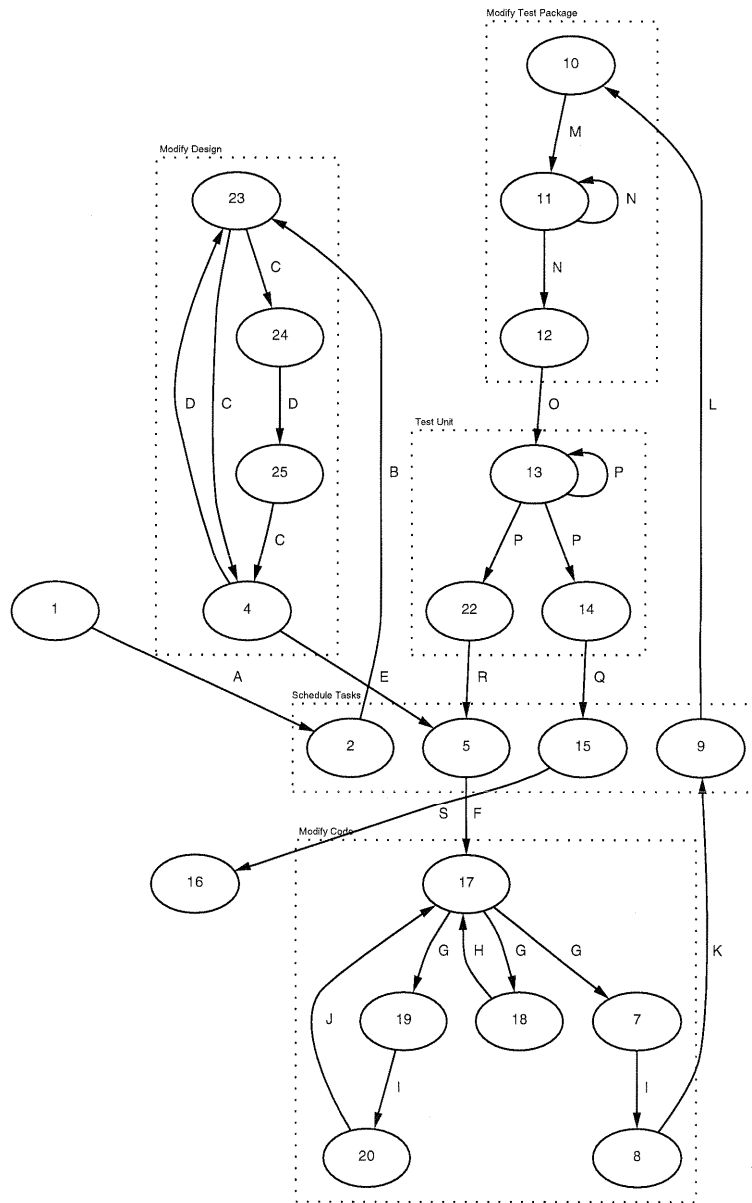 Modify Test Package
10
M
Modify Design
23
11
N
C
N
24
12
D
C
D
O
L
Test Unit
25
13
P
B
C
P
P
1
4
22
14
A
E
R
Q
Schedule Tasks
2
5
15
9
S
F
Modify Code
16
17
G
H
G
G
K
J
19
18
7
I
I
20
8